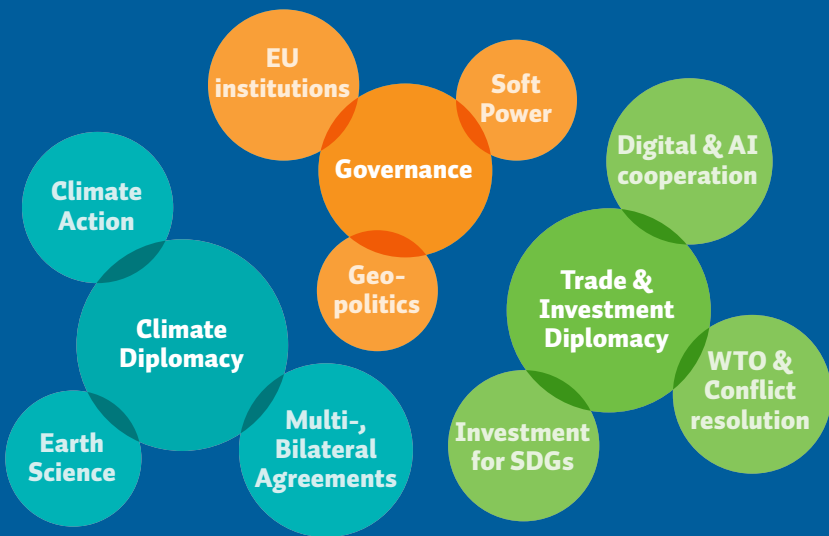 EU
institutions
Soft
Power
Governance
Geo-
politics
Climate
Action
Climate
Diplomacy
Earth
Science
Multi-,
Bilateral
Agreements
Digital & AI
cooperation
Trade &
Investment
Diplomacy
WTO &
Conflict
resolution
Investment
for SDGs